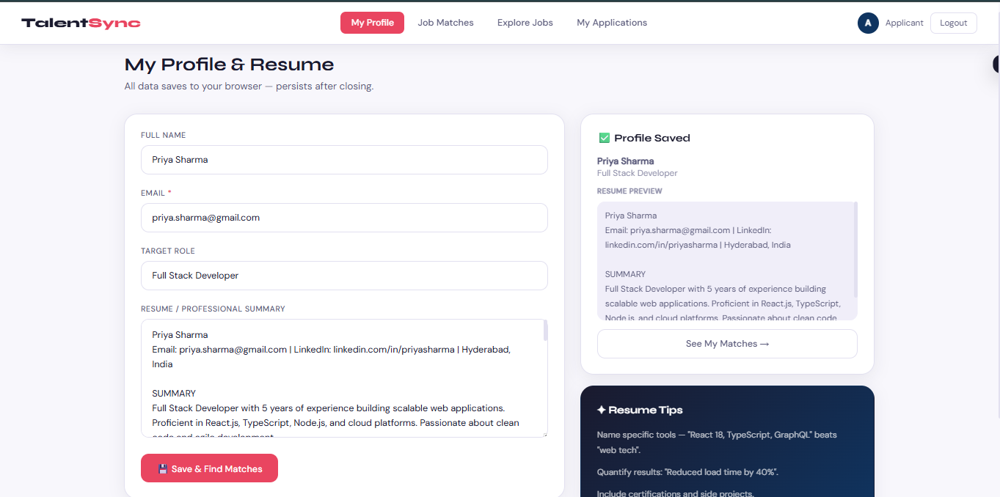 TalentSync
My Profile
Job Matches
Explore Jobs
My Applications
A
Applicant
Logout
My Profile & Resume
All data saves to your browser — persists after closing.
FULL NAME
Priya Sharma
EMAIL *
priya.sharma@gmail.com
TARGET ROLE
Full Stack Developer
RESUME / PROFESSIONAL SUMMARY
Priya Sharma
Email: priya.sharma@gmail.com | LinkedIn: linkedin.com/in/priyasharma | Hyderabad,
India
SUMMARY
Full Stack Developer with 5 years of experience building scalable web applications.
Proficient in React.js, TypeScript, Node.js, and cloud platforms. Passionate about clean
code and agile development.
💾 Save & Find Matches
✅ Profile Saved
Priya Sharma
Full Stack Developer
RESUME PREVIEW
Priya Sharma
Email: priya.sharma@gmail.com | LinkedIn:
linkedin.com/in/priyasharma | Hyderabad, India
SUMMARY
Full Stack Developer with 5 years of experience building
scalable web applications. Proficient in React.js, TypeScript,
Node.js, and cloud platforms. Passionate about clean code
See My Matches →
✦ Resume Tips
Name specific tools — "React 18, TypeScript, GraphQL" beats
"web tech".
Quantify results: "Reduced load time by 40%".
Include certifications and side projects.